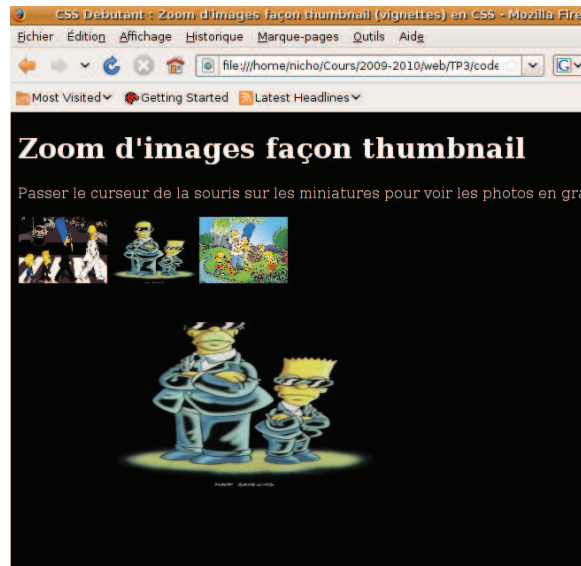 CSS Debutant : Zoom d'images façon thumbnail (vignettes) en CSS - Mozilla Fire
Fichier Édition Affichage Historique Marque-pages Outils Aide
file:///home/nicho/Cours/2009-2010/web/TP3/code
G
Most Visited Getting Started Latest Headlines
Zoom d'images façon thumbnail
Passer le curseur de la souris sur les miniatures pour voir les photos en gra
MATT GROENING